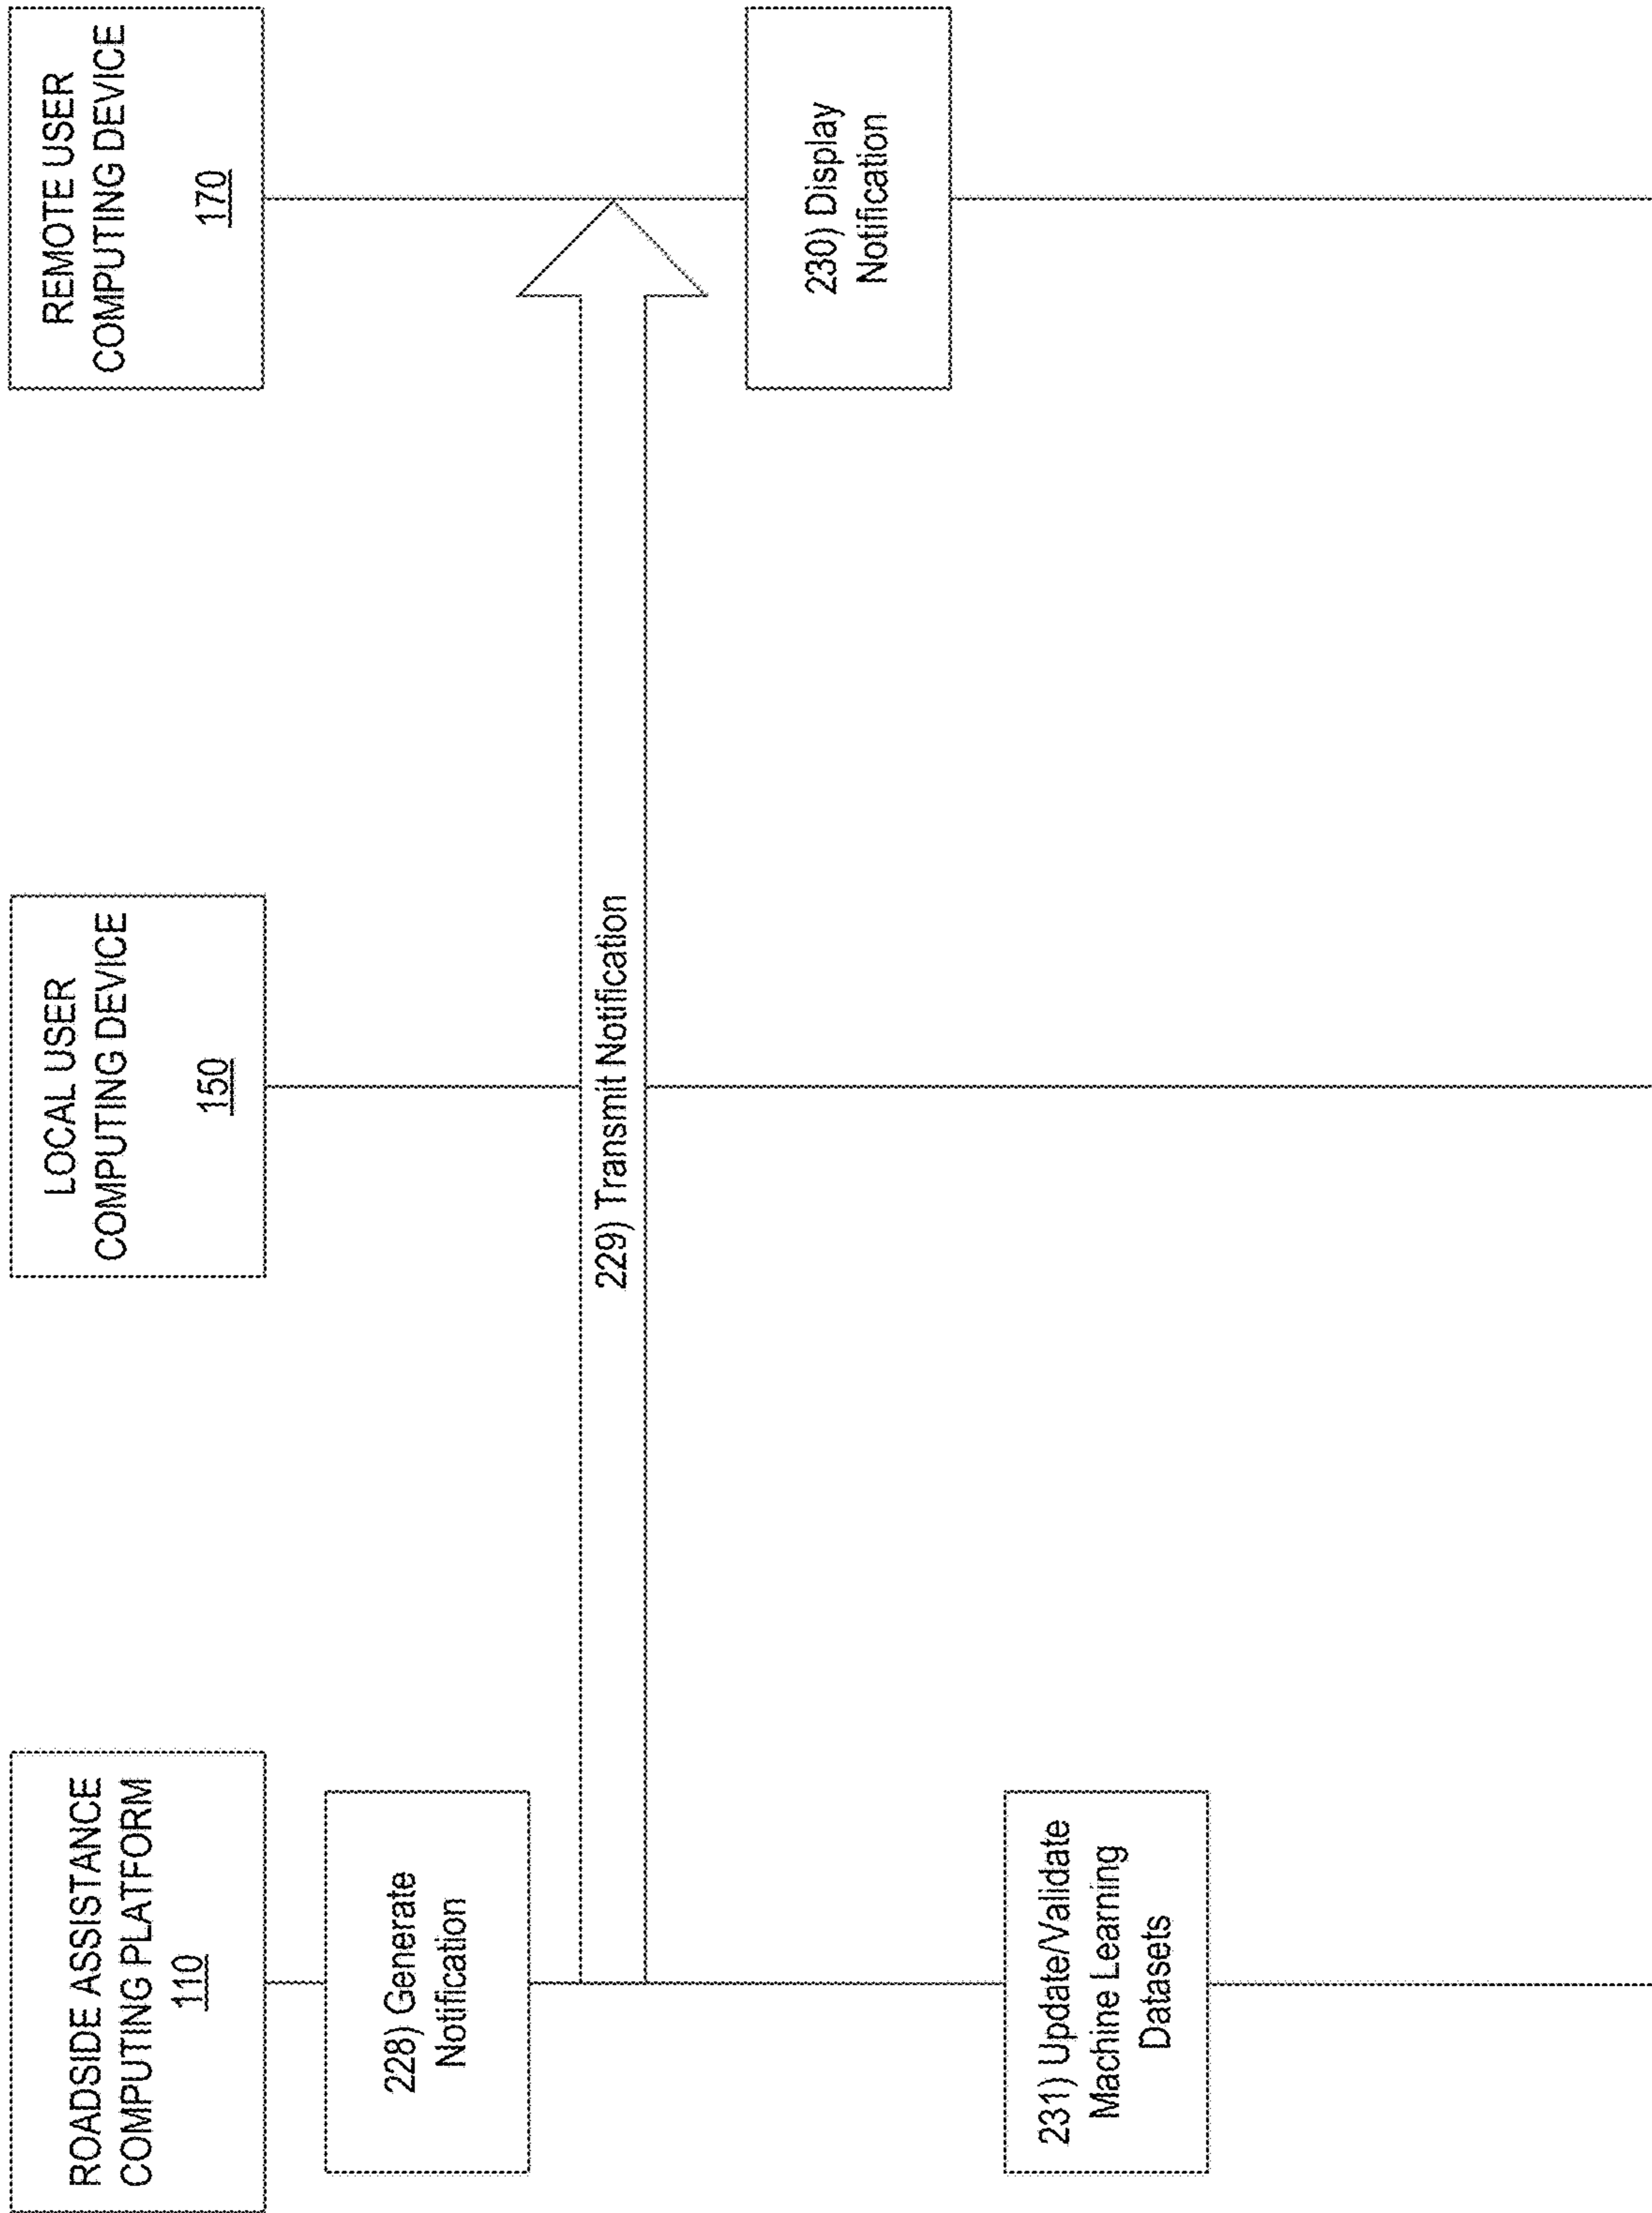 ROADSIDE ASSISTANCE
COMPUTING PLATFORM
110
LOCAL USER
COMPUTING DEVICE
150
REMOTE USER
COMPUTING DEVICE
170
228) Generate
Notification
229) Transmit Notification
230) Display
Notification
231) Update/Validate
Machine Learning
Datasets